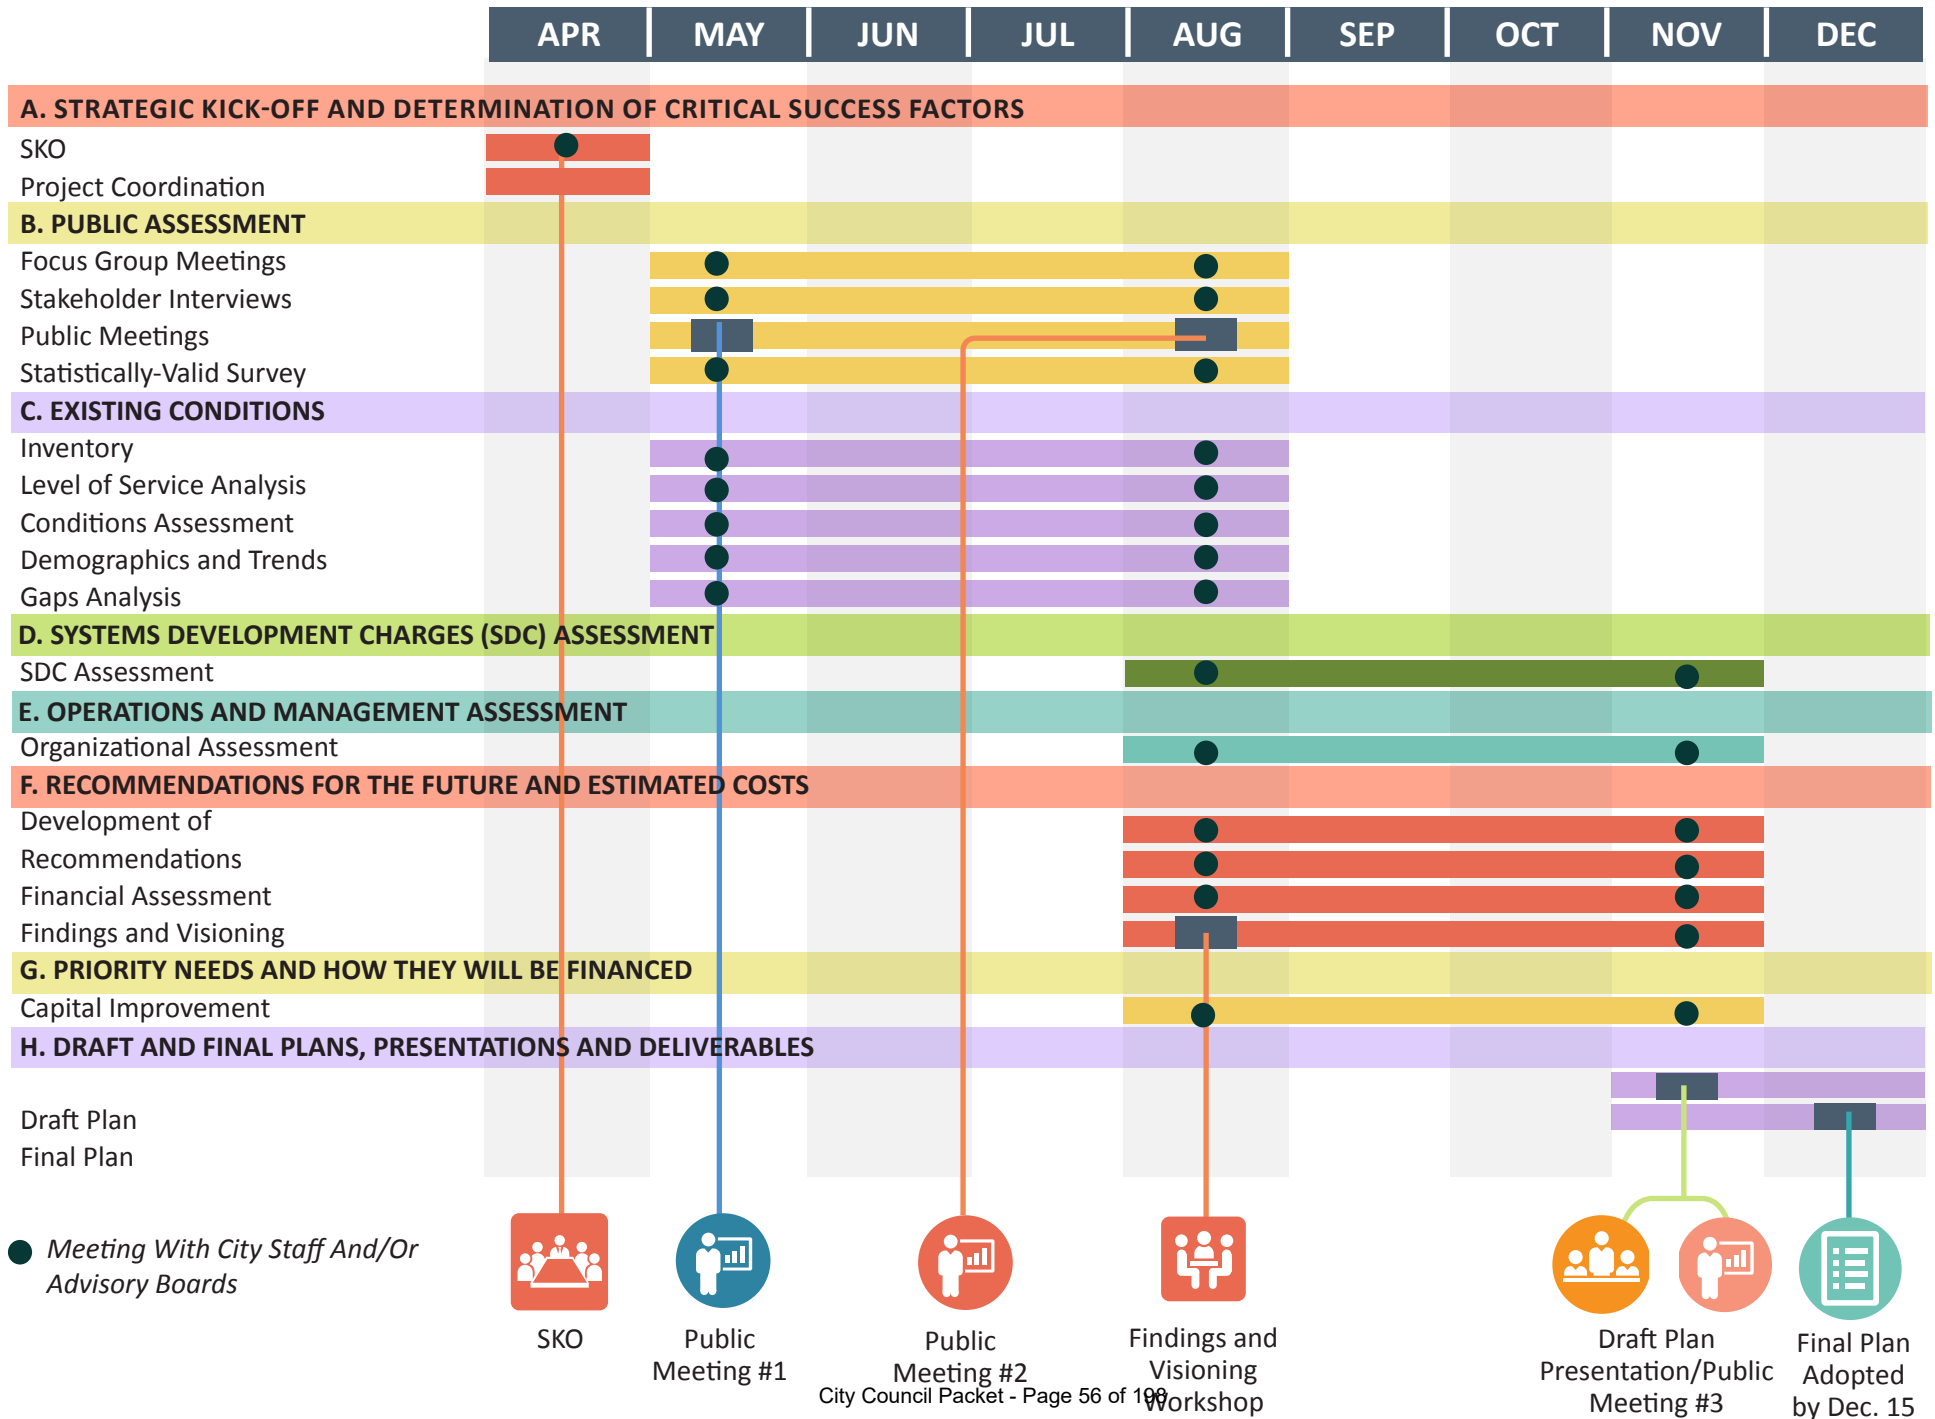 APR MAY JUN JUL AUG SEP OCT NOV DEC
A. STRATEGIC KICK-OFF AND DETERMINATION OF CRITICAL SUCCESS FACTORS
SKO
Project Coordination
B. PUBLIC ASSESSMENT
Focus Group Meetings
Stakeholder Interviews
Public Meetings
Statistically-Valid Survey
C. EXISTING CONDITIONS
Inventory
Level of Service Analysis
Conditions Assessment
Demographics and Trends
Gaps Analysis
D. SYSTEMS DEVELOPMENT CHARGES (SDC) ASSESSMENT
SDC Assessment
E. OPERATIONS AND MANAGEMENT ASSESSMENT
Organizational Assessment
F. RECOMMENDATIONS FOR THE FUTURE AND ESTIMATED COSTS
Development of
Recommendations
Financial Assessment
Findings and Visioning
G. PRIORITY NEEDS AND HOW THEY WILL BE FINANCED
Capital Improvement
H. DRAFT AND FINAL PLANS, PRESENTATIONS AND DELIVERABLES
Draft Plan
Final Plan
Meeting With City Staff And/Or
Advisory Boards
SKO
Public
Meeting #1
Public
Meeting #2
Findings and
Visioning
Workshop
Draft Plan
Presentation/Public
Meeting #3
Final Plan
Adopted
by Dec. 15
City Council Packet - Page 56 of 198